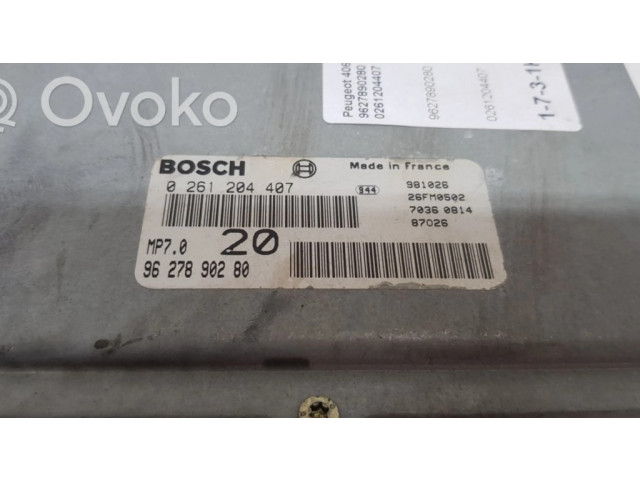 Ovoko
Peugeot 406
9627890280
0261204407
9627890280
0261204407
1-7-3-1
BOSCH
Made in France
0 261 204 407
944
981026
26FM0502
7036 0814
87026
MP7.0
20
96 278 902 80